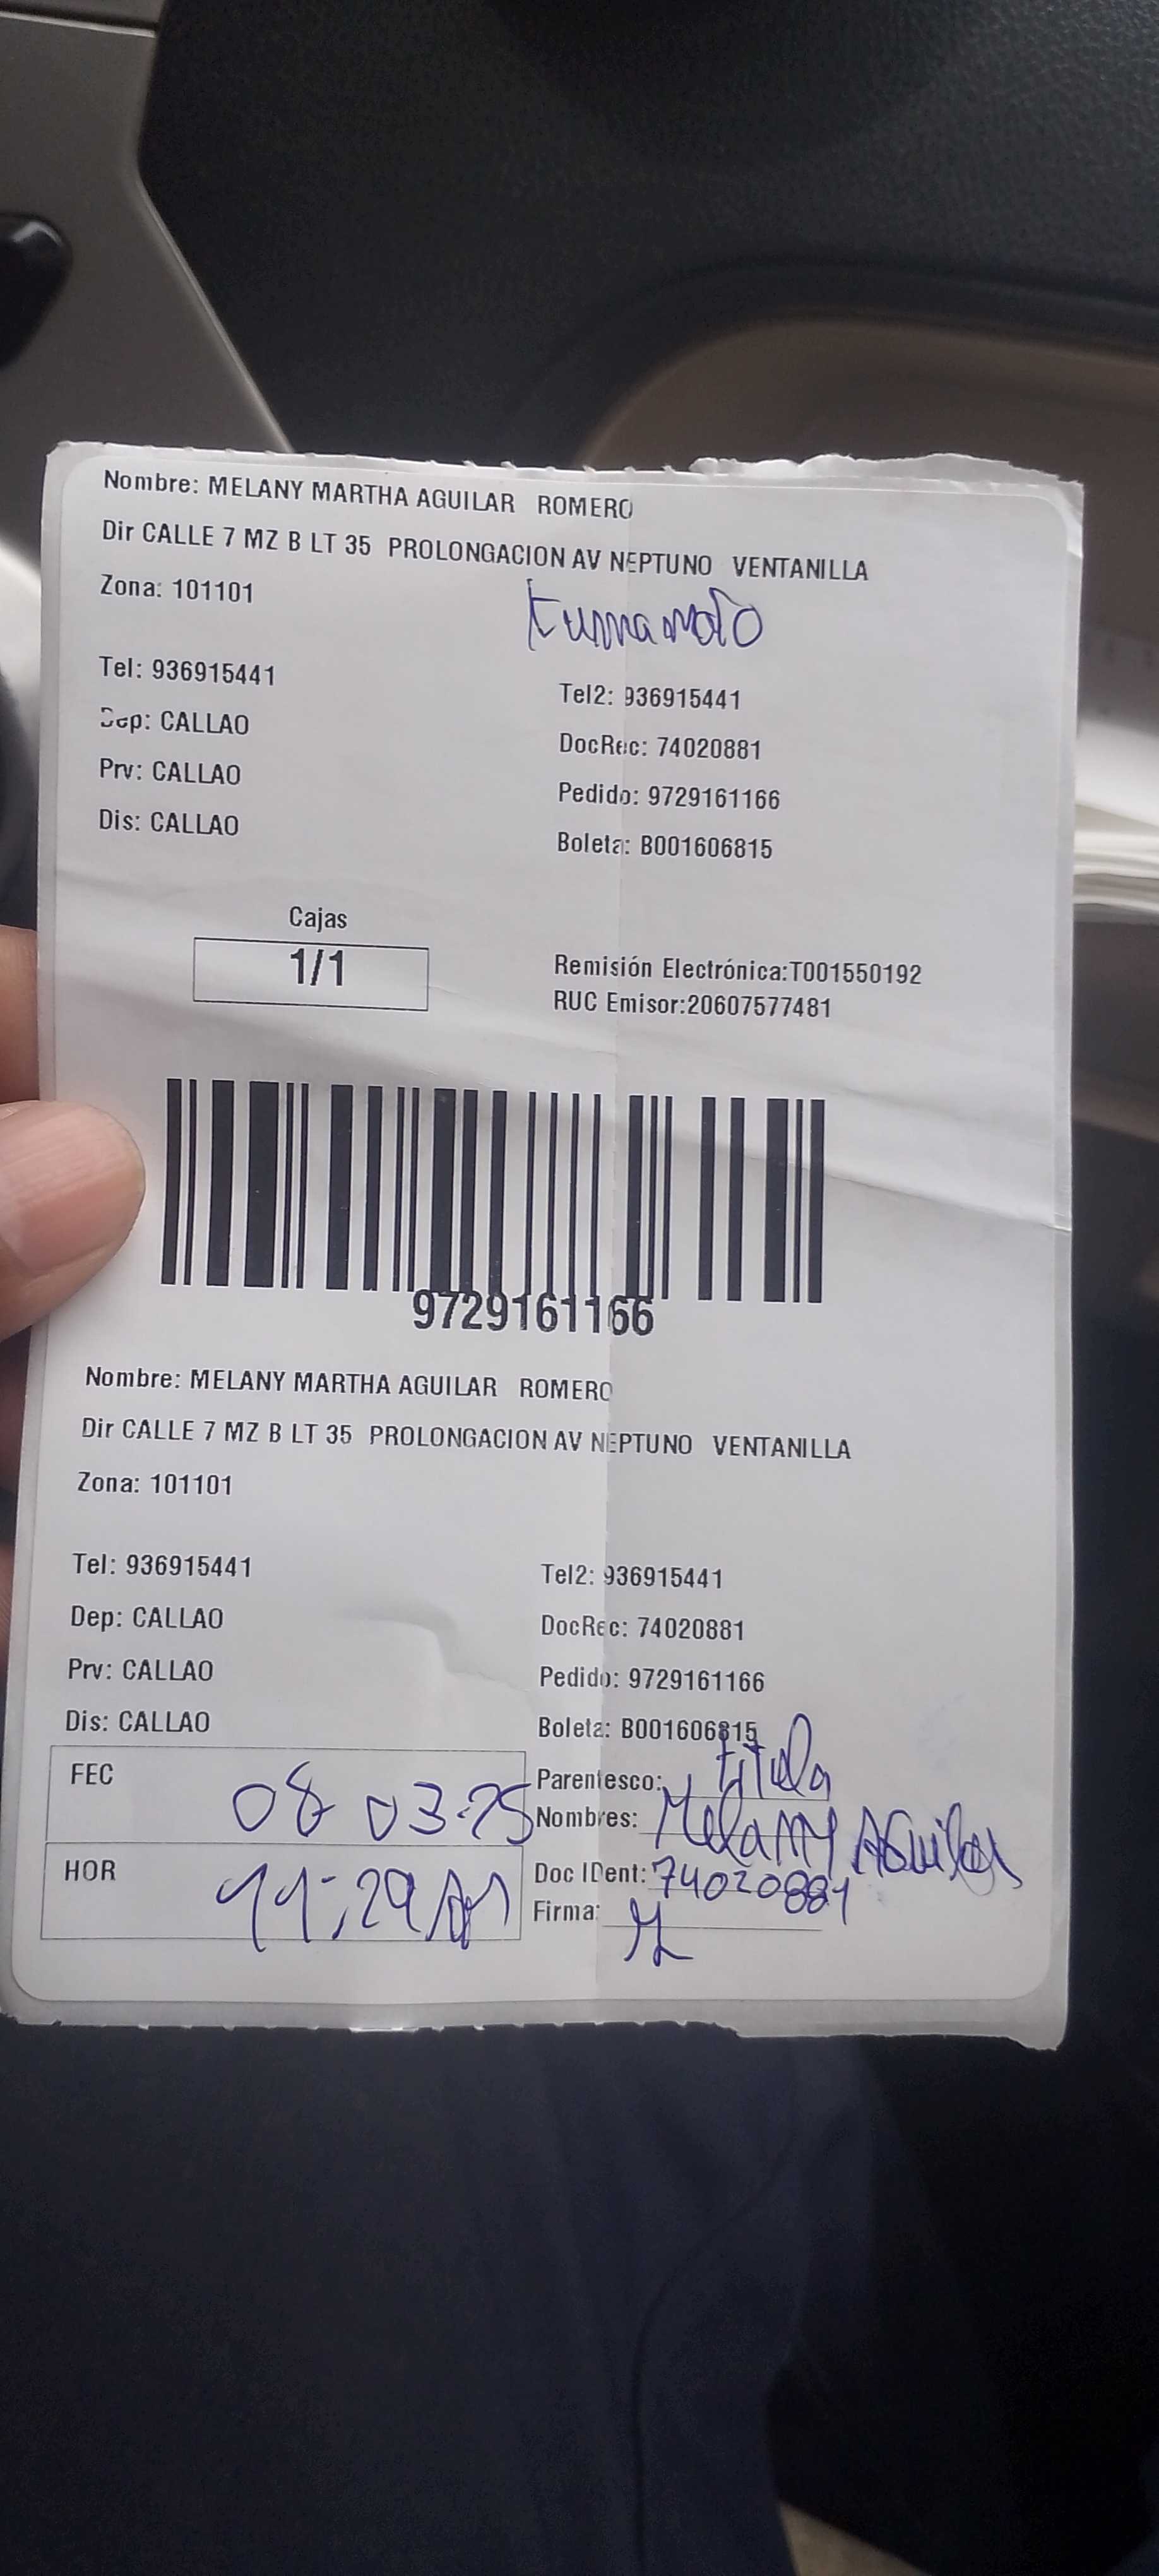 Nombre: MELANY MARTHA AGUILAR ROMERO
Dir CALLE 7 MZ B LT 35 PROLONGACION AV NEPTUNO VENTANILLA
Zona: 101101
Tel: 936915441
Tel2: 936915441
Dep: CALLAO
DocRec: 74020881
Prv: CALLAO
Pedido: 9729161166
Dis: CALLAO
Boleta: B001606815
Cajas
1/1
Remisión Electrónica:T001550192
RUC Emisor:20607577481
9729161166
Nombre: MELANY MARTHA AGUILAR ROMERO
Dir CALLE 7 MZ B LT 35 PROLONGACION AV NEPTUNO VENTANILLA
Zona: 101101
Tel: 936915441
Tel2: 936915441
Dep: CALLAO
DocRec: 74020881
Prv: CALLAO
Pedido: 9729161166
Dis: CALLAO
Boleta: B001606815
FEC 08 03-25
Parentesco: titula
Nombres: Melanny Aguilar
HOR 11:29 AM
Doc IDent: 74020881
Firma: